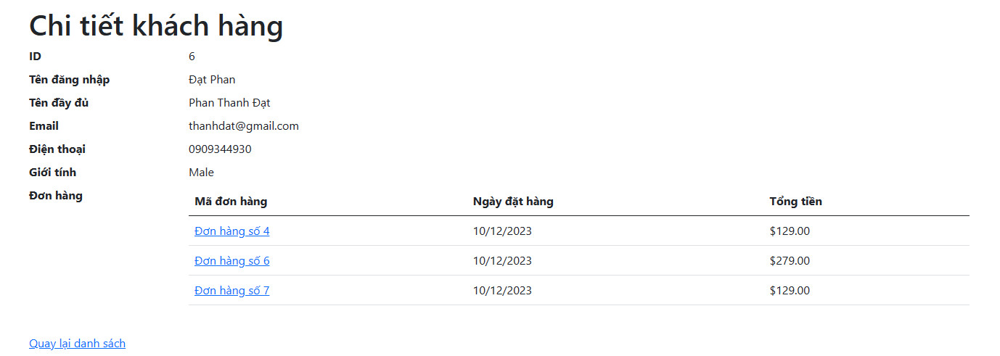 Chi tiết khách hàng
ID 6
Tên đăng nhập Đạt Phan
Tên đầy đủ Phan Thanh Đạt
Email thanhdat@gmail.com
Điện thoại 0909344930
Giới tính Male
Đơn hàng
Mã đơn hàng Ngày đặt hàng Tổng tiền
Đơn hàng số 4 10/12/2023 $129.00
Đơn hàng số 6 10/12/2023 $279.00
Đơn hàng số 7 10/12/2023 $129.00
Quay lại danh sách